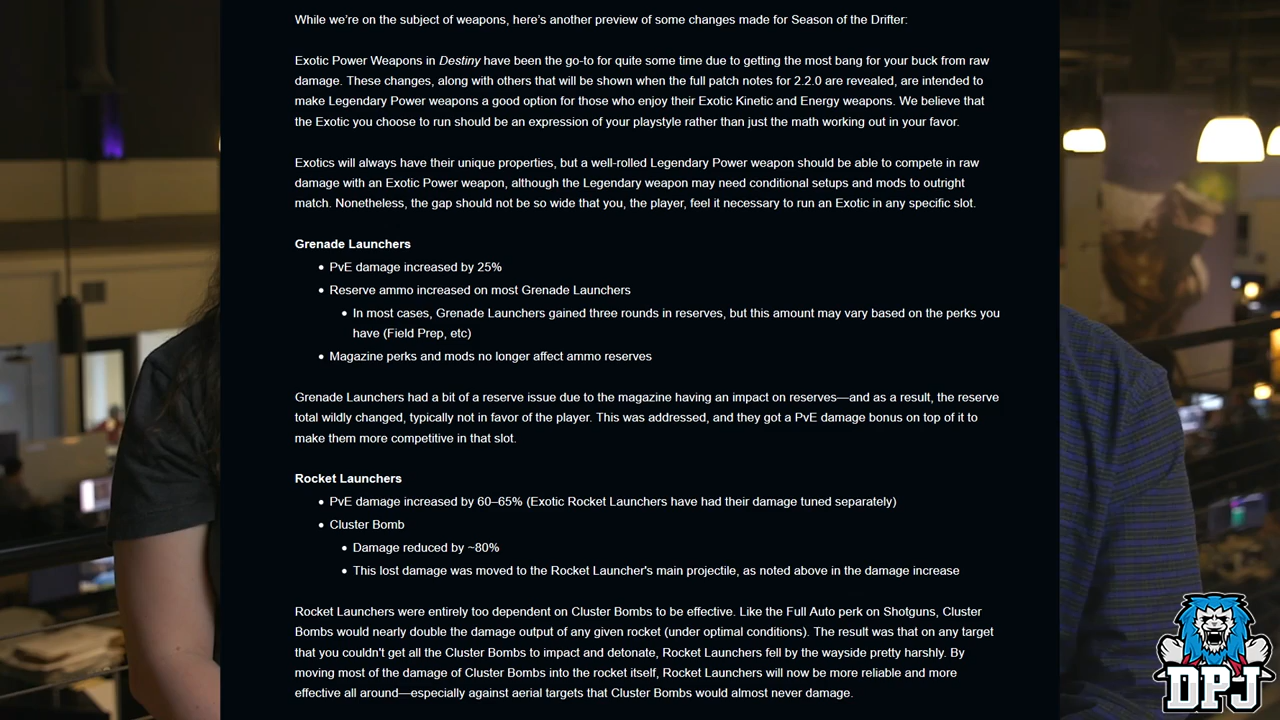 While we're on the subject of weapons, here's another preview of some changes made for Season of the Drifter:
Exotic Power Weapons in Destiny have been the go-to for quite some time due to getting the most bang for your buck from raw
damage. These changes, along with others that will be shown when the full patch notes for 2.2.0 are revealed, are intended to
make Legendary Power weapons a good option for those who enjoy their Exotic Kinetic and Energy weapons. We believe that
the Exotic you choose to run should be an expression of your playstyle rather than just the math working out in your favor.
Exotics will always have their unique properties, but a well-rolled Legendary Power weapon should be able to compete in raw
damage with an Exotic Power weapon, although the Legendary weapon may need conditional setups and mods to outright
match. Nonetheless, the gap should not be so wide that you, the player, feel it necessary to run an Exotic in any specific slot.
Grenade Launchers
• PvE damage increased by 25%
• Reserve ammo increased on most Grenade Launchers
• In most cases, Grenade Launchers gained three rounds in reserves, but this amount may vary based on the perks you
have (Field Prep, etc)
• Magazine perks and mods no longer affect ammo reserves
Grenade Launchers had a bit of a reserve issue due to the magazine having an impact on reserves—and as a result, the reserve
total wildly changed, typically not in favor of the player. This was addressed, and they got a PvE damage bonus on top of it to
make them more competitive in that slot.
Rocket Launchers
• PvE damage increased by 60–65% (Exotic Rocket Launchers have had their damage tuned separately)
• Cluster Bomb
• Damage reduced by ~80%
• This lost damage was moved to the Rocket Launcher's main projectile, as noted above in the damage increase
Rocket Launchers were entirely too dependent on Cluster Bombs to be effective. Like the Full Auto perk on Shotguns, Cluster
Bombs would nearly double the damage output of any given rocket (under optimal conditions). The result was that on any target
that you couldn't get all the Cluster Bombs to impact and detonate, Rocket Launchers fell by the wayside pretty harshly. By
moving most of the damage of Cluster Bombs into the rocket itself, Rocket Launchers will now be more reliable and more
effective all around—especially against aerial targets that Cluster Bombs would almost never damage.
DPJ